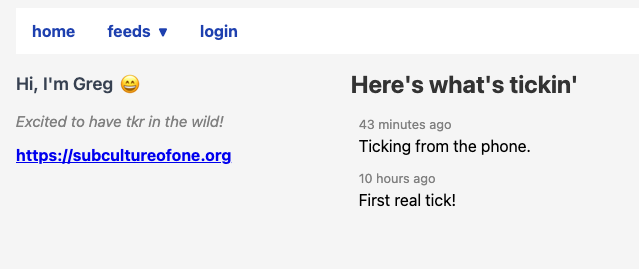 home feeds ▼ login
Hi, I'm Greg 😄
Excited to have tkr in the wild!
https://subcultureofone.org
Here's what's tickin'
43 minutes ago
Ticking from the phone.
10 hours ago
First real tick!